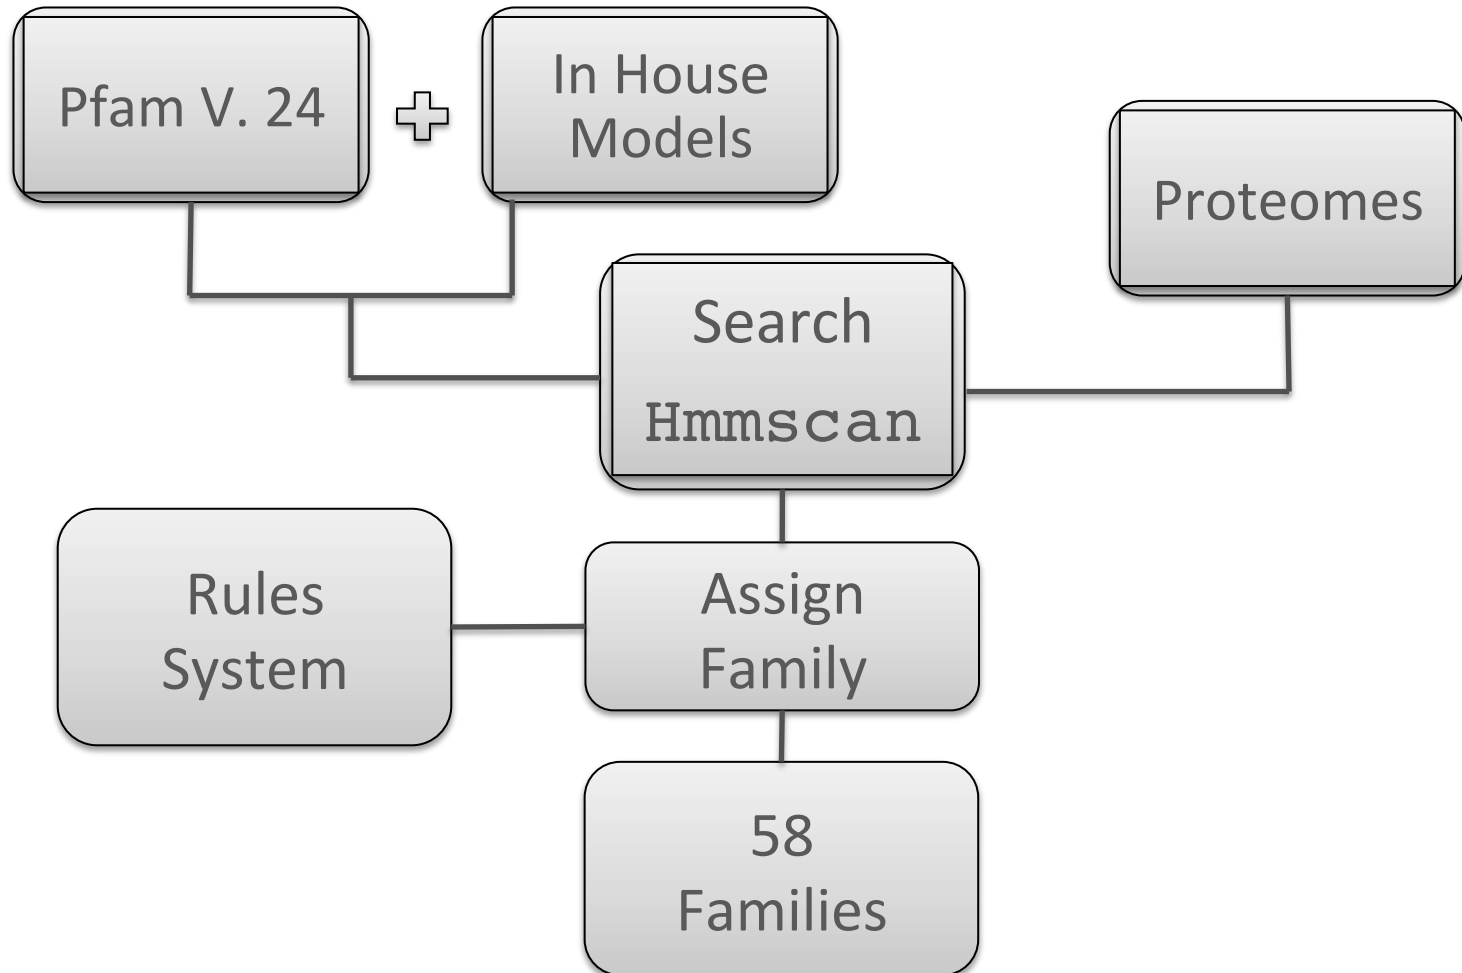 Pfam V. 24
In House
Models
Proteomes
Search
Hmmscan
Rules
System
Assign
Family
58
Families